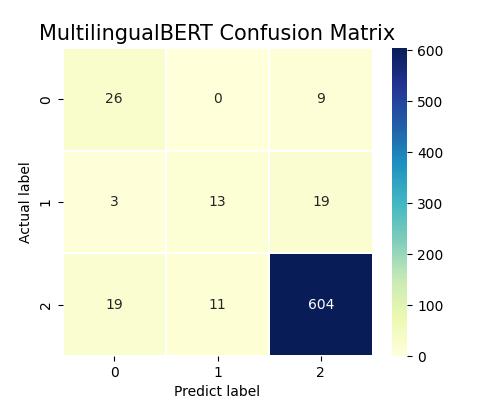 MultilingualBERT Confusion Matrix
600
0 26 0 9
500
400
Actual label
1 3 13 19
300
200
2 19 11 604
100
0
0 1 2
Predict label